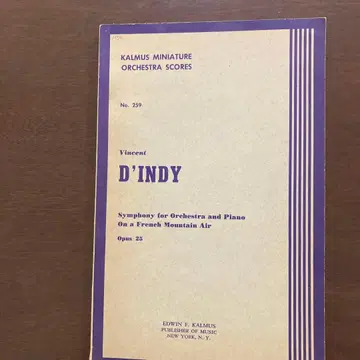 KALMUS MINIATURE
ORCHESTRA SCORES
No. 259
Vincent
D'INDY
Symphony for Orchestra and Piano
On a French Mountain Air
Opus 25
EDWIN F. KALMUS
PUBLISHER OF MUSIC
NEW YORK, N. Y.